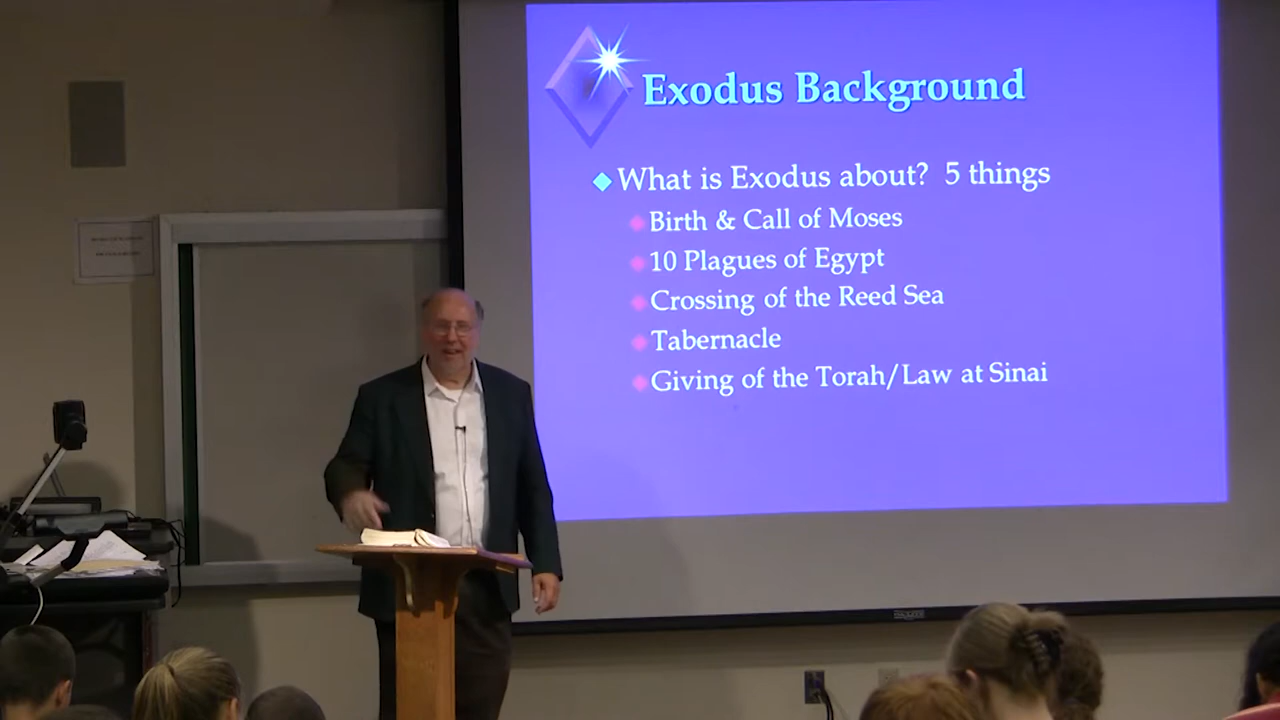 Exodus Background
What is Exodus about? 5 things
Birth & Call of Moses
10 Plagues of Egypt
Crossing of the Reed Sea
Tabernacle
Giving of the Torah/Law at Sinai